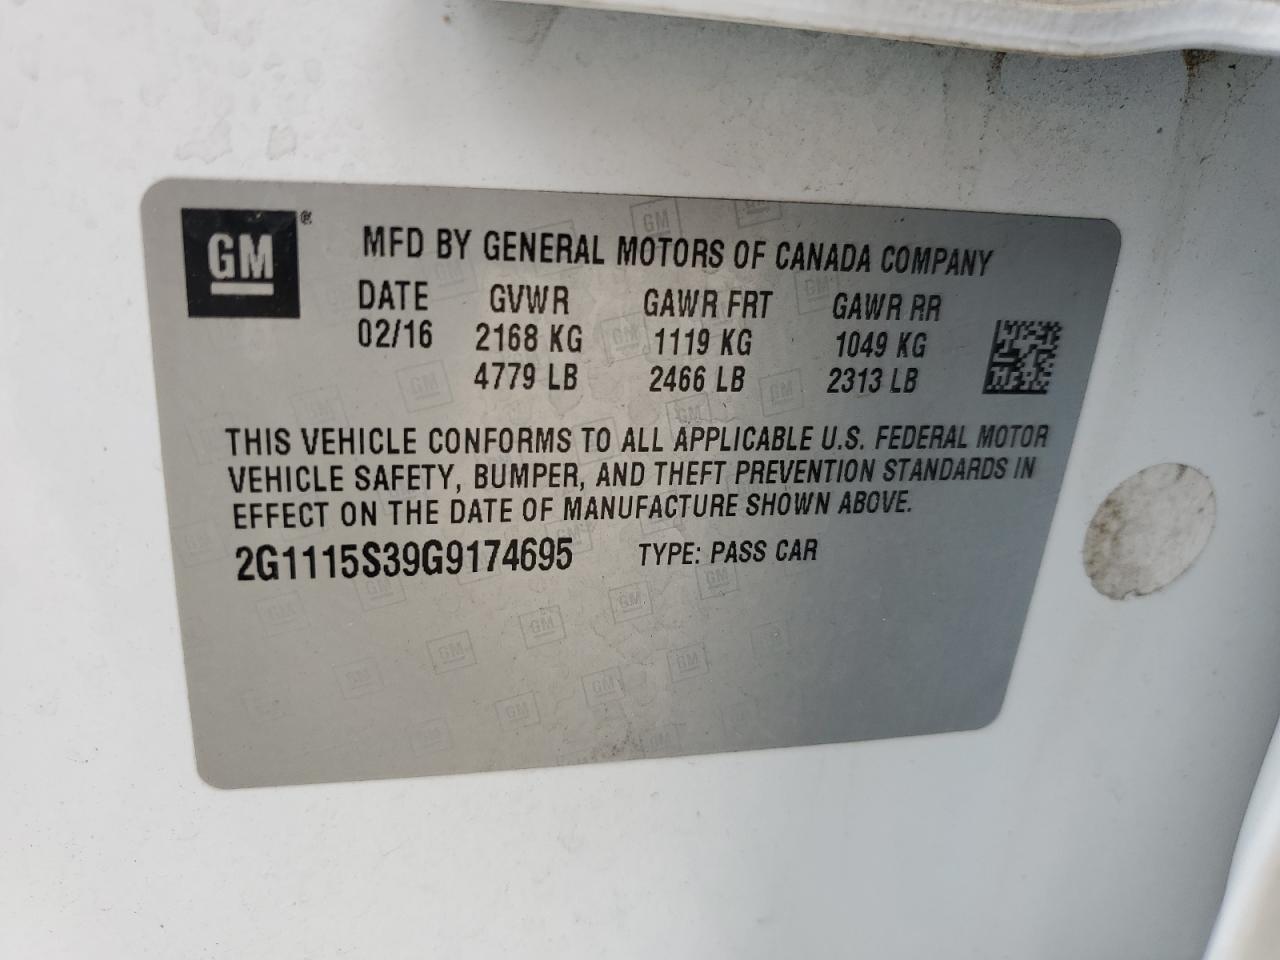 GM®
MFD BY GENERAL MOTORS OF CANADA COMPANY
DATE GVWR GAWR FRT GAWR RR
02/16 2168 KG 1119 KG 1049 KG
4779 LB 2466 LB 2313 LB
THIS VEHICLE CONFORMS TO ALL APPLICABLE U.S. FEDERAL MOTOR
VEHICLE SAFETY, BUMPER, AND THEFT PREVENTION STANDARDS IN
EFFECT ON THE DATE OF MANUFACTURE SHOWN ABOVE.
2G1115S39G9174695 TYPE: PASS CAR